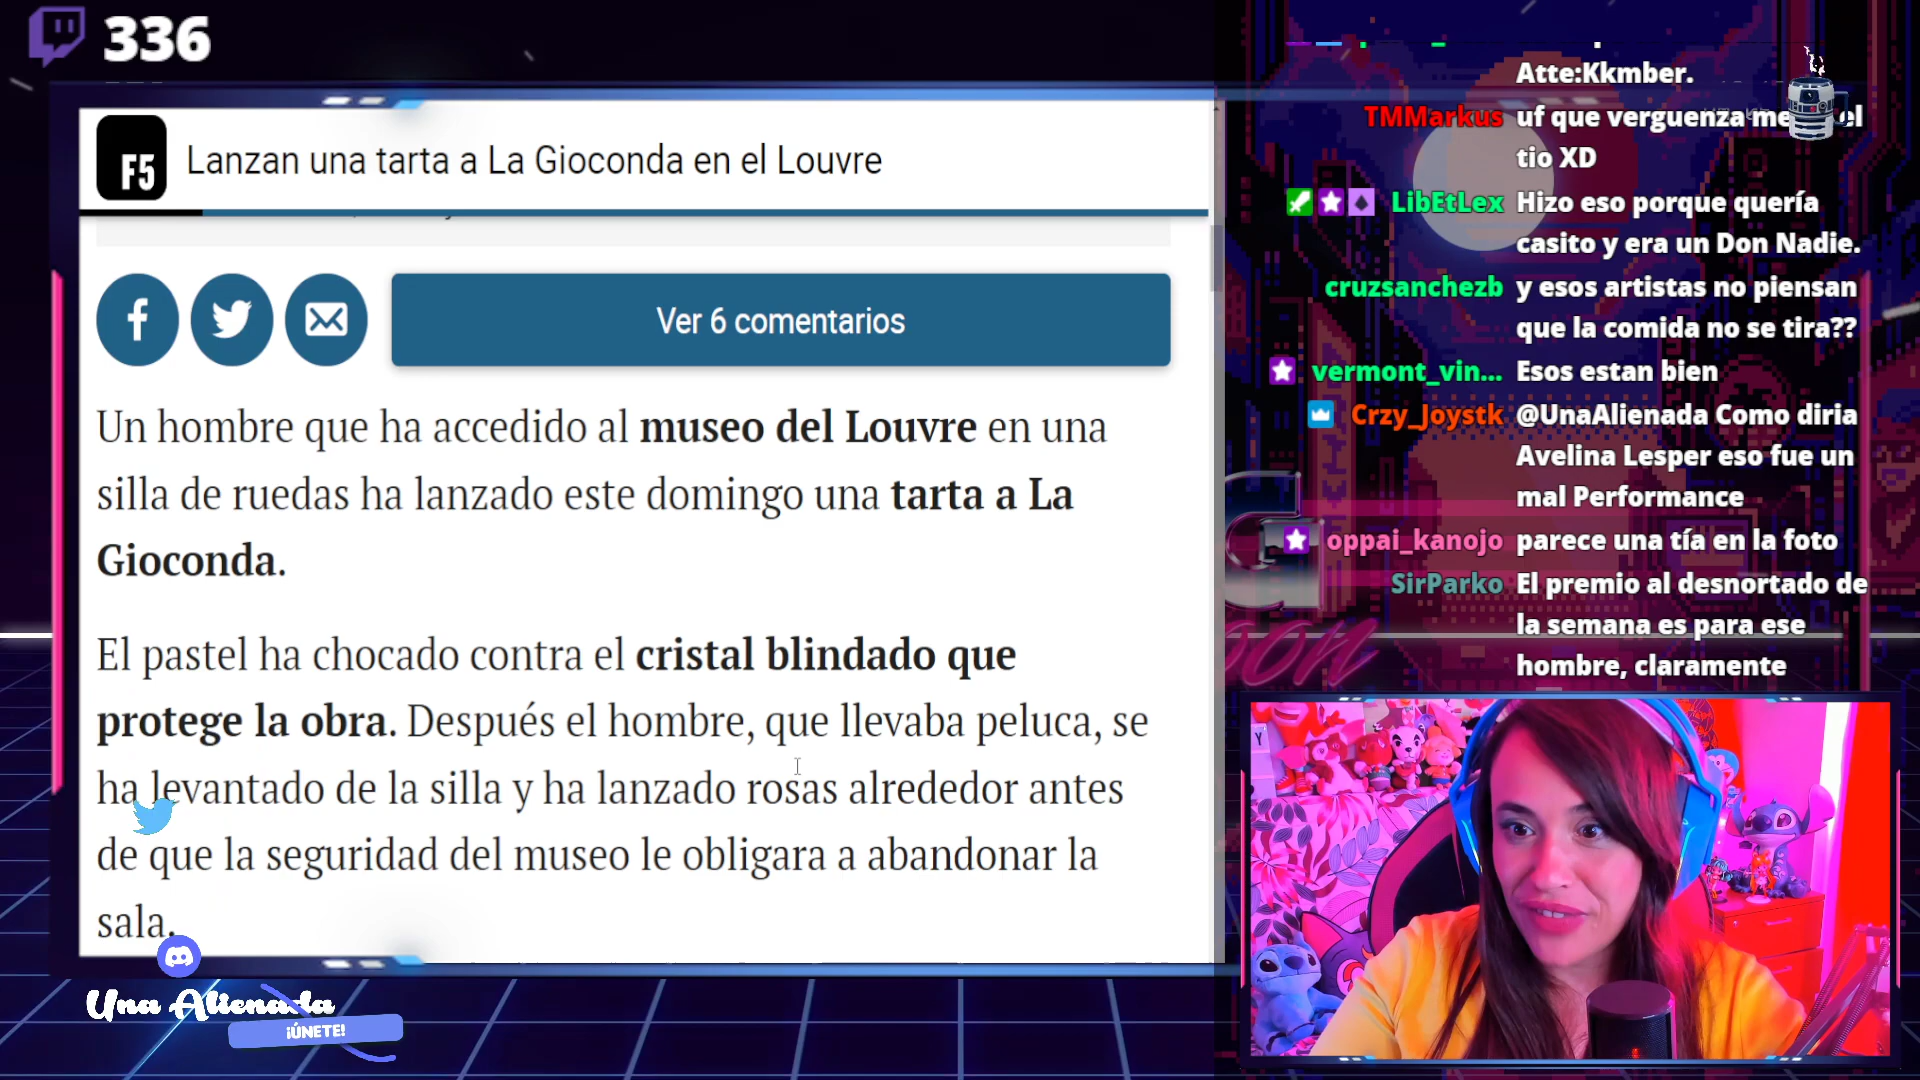 336
F5
Lanzan una tarta a La Gioconda en el Louvre
Ver 6 comentarios
Un hombre que ha accedido al museo del Louvre en una
silla de ruedas ha lanzado este domingo una tarta a La
Gioconda.
El pastel ha chocado contra el cristal blindado que
protege la obra. Después el hombre, que llevaba peluca, se
ha levantado de la silla y ha lanzado rosas alrededor antes
de que la seguridad del museo le obligara a abandonar la
sala.
Una Alienada
¡ÚNETE!
Atte:Kkmber.
TMMarkus uf que verguenza me el
tio XD
LibEtLex Hizo eso porque quería
casito y era un Don Nadie.
cruzsanchezb y esos artistas no piensan
que la comida no se tira??
vermont_vin... Esos estan bien
Crzy_Joystk @UnaAlienada Como diria
Avelina Lesper eso fue un
mal Performance
oppai_kanojo parece una tía en la foto
SirParko El premio al desnortado de
la semana es para ese
hombre, claramente